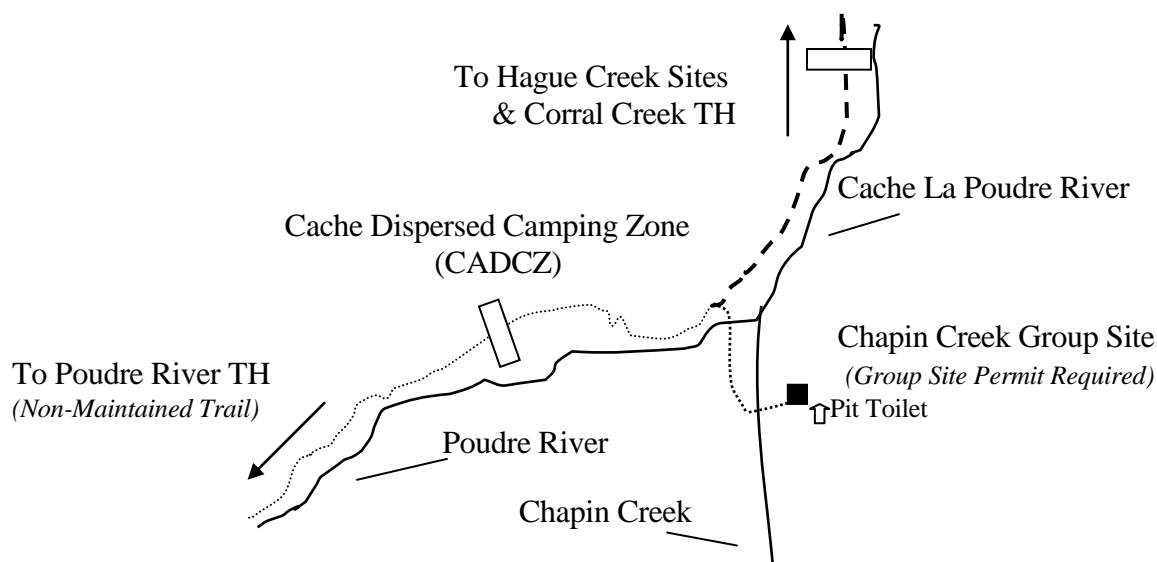 To Hague Creek Sites
& Corral Creek TH
Cache La Poudre River
Cache Dispersed Camping Zone
(CADCZ)
Chapin Creek Group Site
(Group Site Permit Required)
Pit Toilet
To Poudre River TH
(Non-Maintained Trail)
Poudre River
Chapin Creek